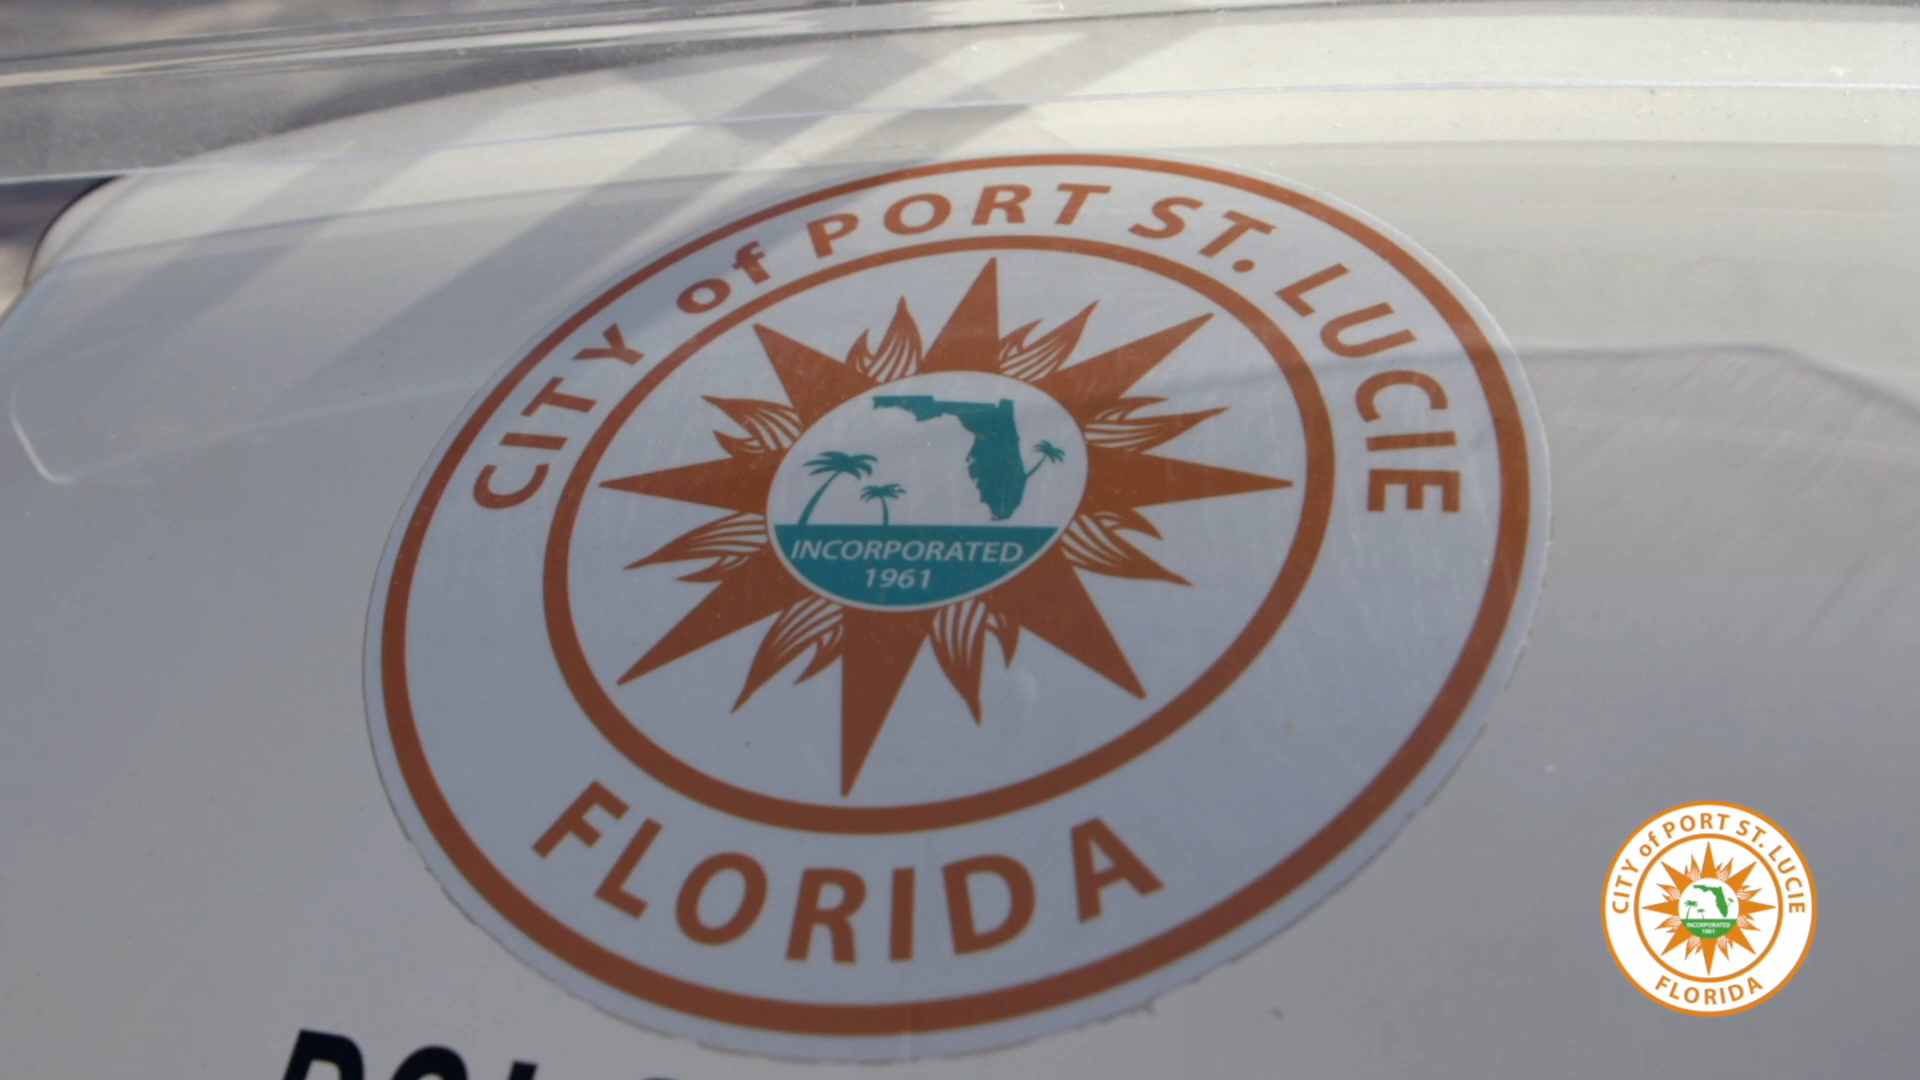 CITY of PORT ST. LUCIE
INCORPORATED
1961
FLORIDA
CITY of PORT ST. LUCIE
INCORPORATED
1961
FLORIDA